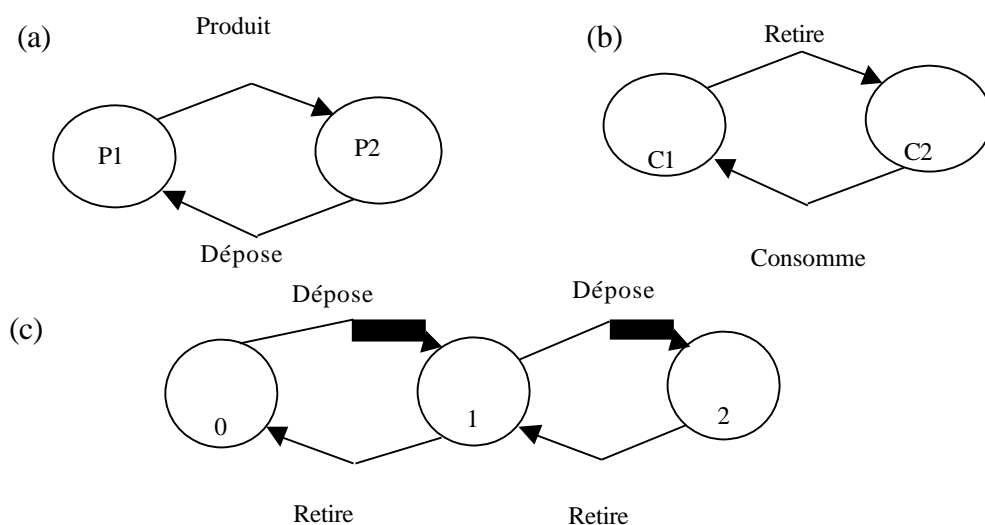 (a)
Produit
P1
P2
Dépose
(b)
Retire
C1
C2
Consomme
(c)
Dépose
Dépose
0
1
2
Retire
Retire